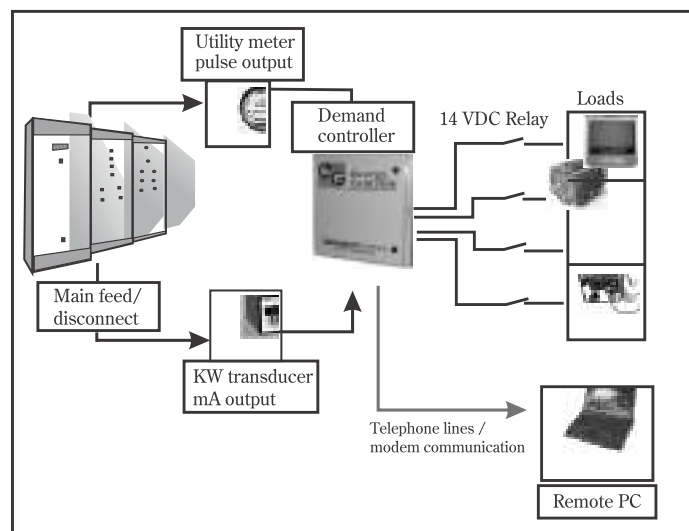 Utility meter
pulse output
Demand
controller
14 VDC Relay
Loads
Main feed/
disconnect
KW transducer
mA output
Telephone lines /
modem communication
Remote PC